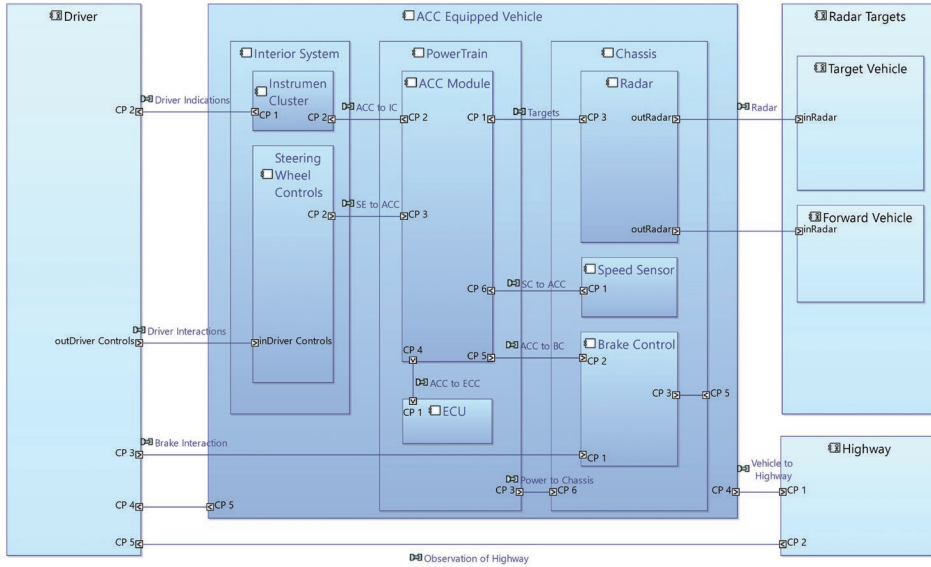 Driver
ACC Equipped Vehicle
Radar Targets
Interior System
PowerTrain
Chassis
Target Vehicle
Instrumen
Cluster
ACC Module
Radar
Driver Indications
ACC to IC
Targets
Radar
CP 2
CP 1
CP 2
CP 2
CP 1
CP 3
outRadar
inRadar
Steering
Wheel
Controls
SE to ACC
CP 2
CP 3
Forward Vehicle
outRadar
inRadar
Speed Sensor
SC to ACC
CP 6
CP 1
Driver Interactions
outDriver Controls
inDriver Controls
Brake Control
ACC to BC
CP 4
CP 5
CP 2
ACC to ECC
CP 3
CP 5
CP 1
ECU
Brake Interaction
Highway
CP 3
CP 1
Vehicle to
Highway
Power to Chassis
CP 3
CP 6
CP 4
CP 1
CP 4
CP 5
CP 5
CP 2
Observation of Highway